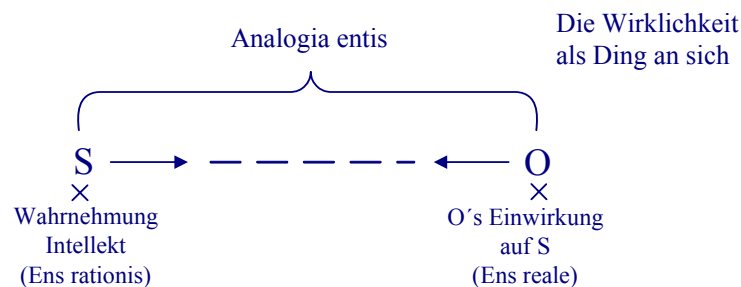 Analogia entis
Die Wirklichkeit
als Ding an sich
S
O
Wahrnehmung
Intellekt
(Ens rationis)
O´s Einwirkung
auf S
(Ens reale)